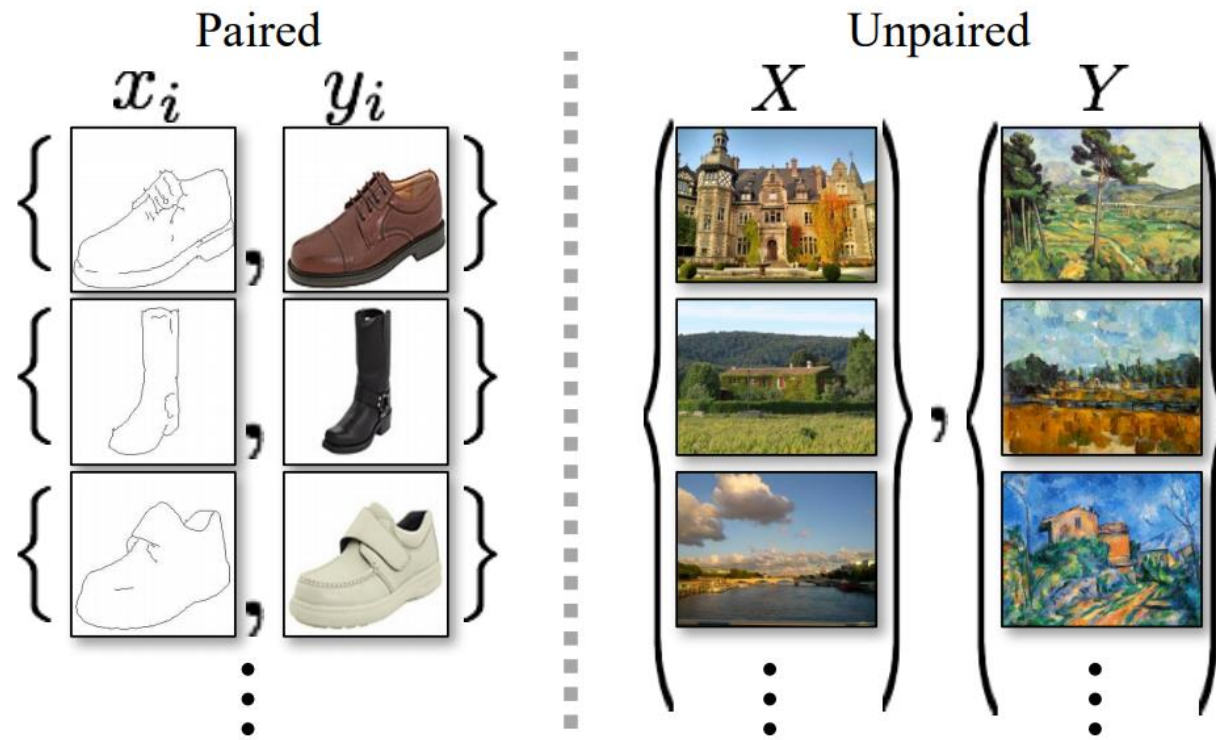 Paired
Unpaired
x_i
y_i
X
Y
{ , }
{ , }
{ , }
{ } , { }